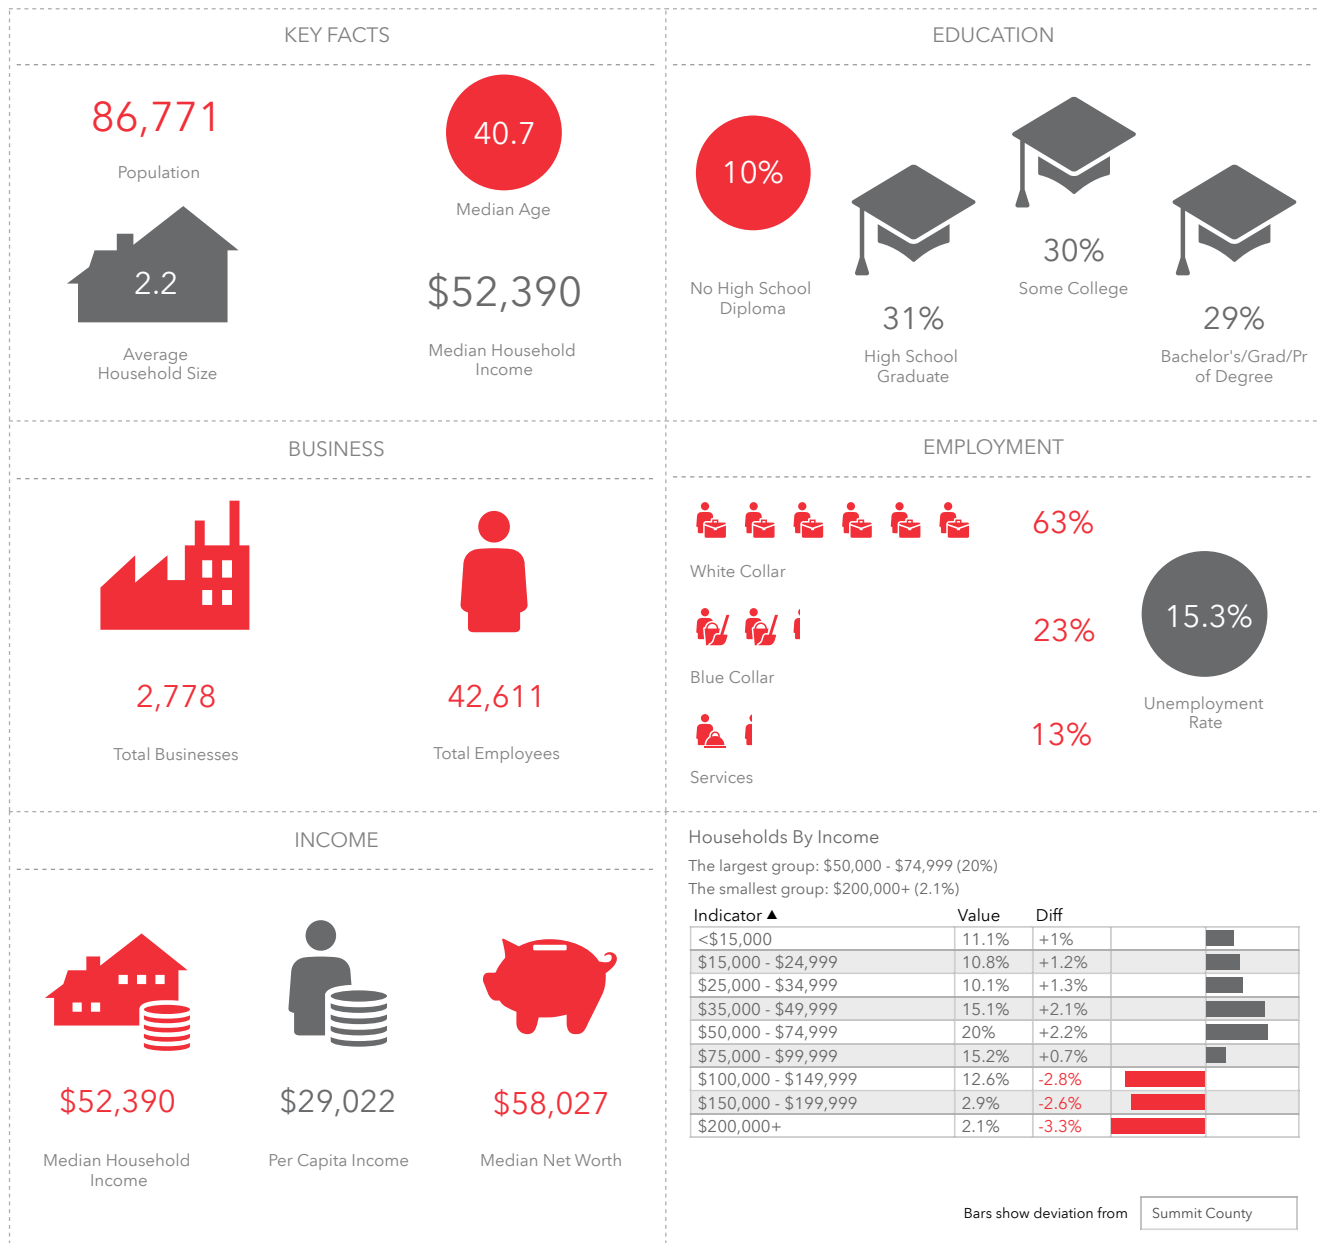 KEY FACTS
86,771
Population
40.7
Median Age
2.2
Average
Household Size
$52,390
Median Household
Income
EDUCATION
10%
No High School
Diploma
31%
High School
Graduate
30%
Some College
29%
Bachelor's/Grad/Pr
of Degree
BUSINESS
2,778
Total Businesses
42,611
Total Employees
EMPLOYMENT
63%
White Collar
23%
Blue Collar
13%
Services
15.3%
Unemployment
Rate
INCOME
$52,390
Median Household
Income
$29,022
Per Capita Income
$58,027
Median Net Worth
Households By Income
The largest group: $50,000 - $74,999 (20%)
The smallest group: $200,000+ (2.1%)
Indicator ▲ Value Diff
<$15,000 11.1% +1%
$15,000 - $24,999 10.8% +1.2%
$25,000 - $34,999 10.1% +1.3%
$35,000 - $49,999 15.1% +2.1%
$50,000 - $74,999 20% +2.2%
$75,000 - $99,999 15.2% +0.7%
$100,000 - $149,999 12.6% -2.8%
$150,000 - $199,999 2.9% -2.6%
$200,000+ 2.1% -3.3%
Bars show deviation from Summit County